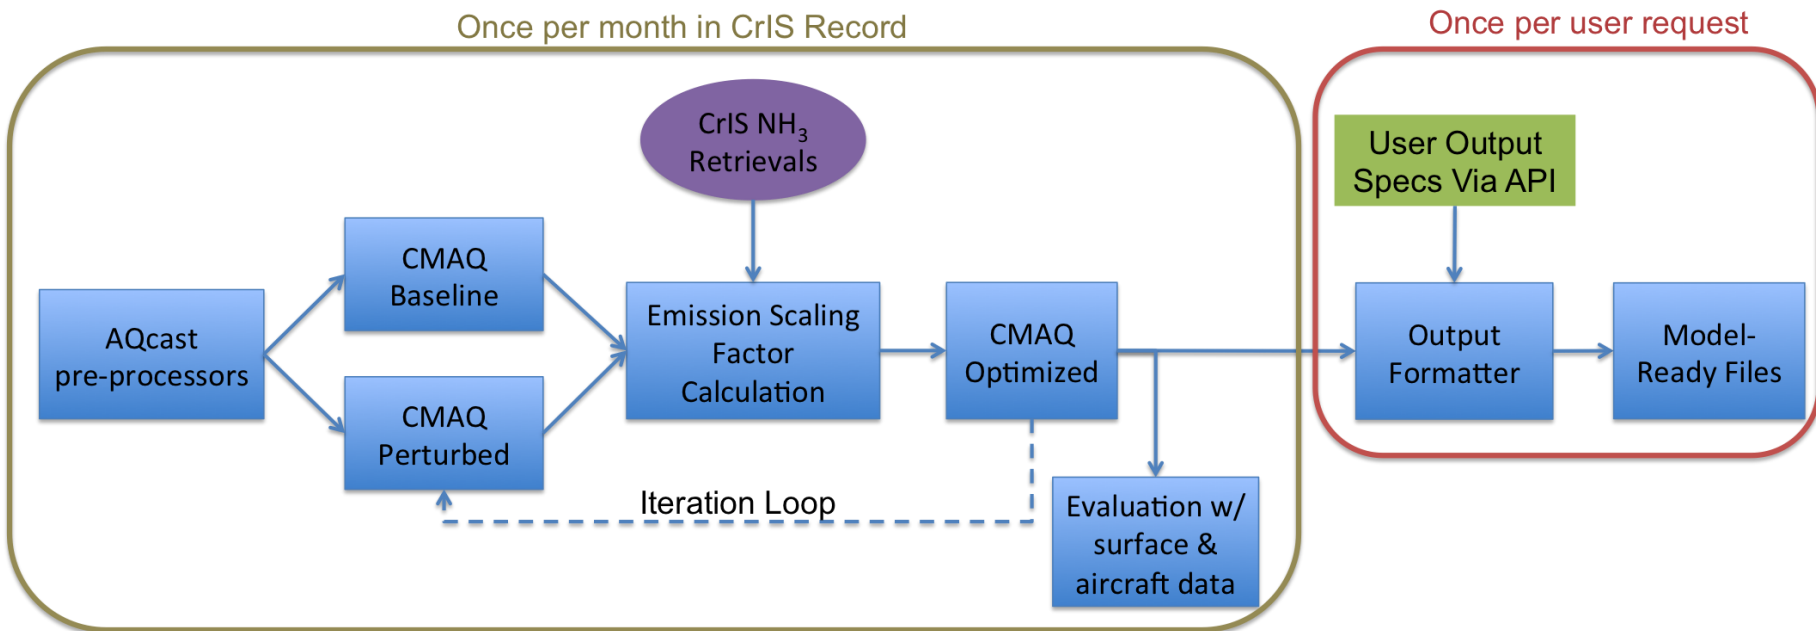 Once per month in CrIS Record
Once per user request
CrIS NH₃
Retrievals
User Output
Specs Via API
CMAQ
Baseline
AQcast
pre-processors
CMAQ
Perturbed
Emission Scaling
Factor
Calculation
CMAQ
Optimized
Output
Formatter
Model-
Ready Files
Iteration Loop
Evaluation w/
surface &
aircraft data